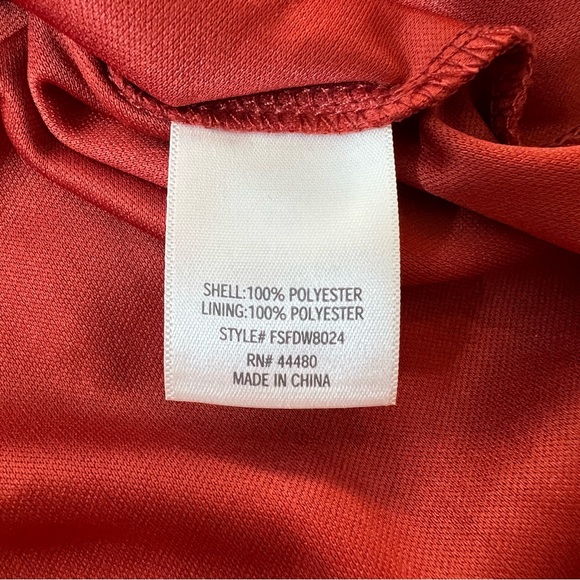 SHELL:100% POLYESTER
LINING:100% POLYESTER
STYLE# FSFDW8024
RN# 44480
MADE IN CHINA